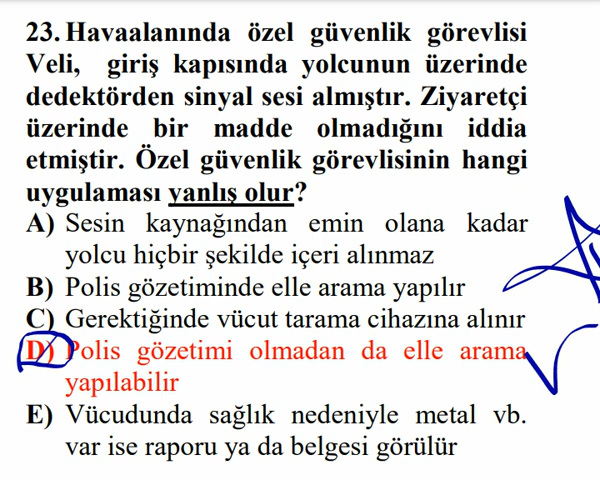 23. Havaalanında özel güvenlik görevlisi
Veli, giriş kapısında yolcunun üzerinde
dedektörden sinyal sesi almıştır. Ziyaretçi
üzerinde bir madde olmadığını iddia
etmiştir. Özel güvenlik görevlisinin hangi
uygulaması yanlış olur?
A) Sesin kaynağından emin olana kadar
yolcu hiçbir şekilde içeri alınmaz
B) Polis gözetiminde elle arama yapılır
C) Gerektiğinde vücut tarama cihazına alınır
D) Polis gözetimi olmadan da elle arama
yapılabilir
E) Vücudunda sağlık nedeniyle metal vb.
var ise raporu ya da belgesi görülür